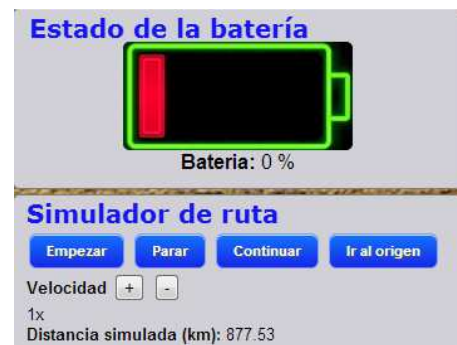 Estado de la batería
Bateria: 0 %
Simulador de ruta
Empezar Parar Continuar Ir al origen
Velocidad + -
1x
Distancia simulada (km): 877.53